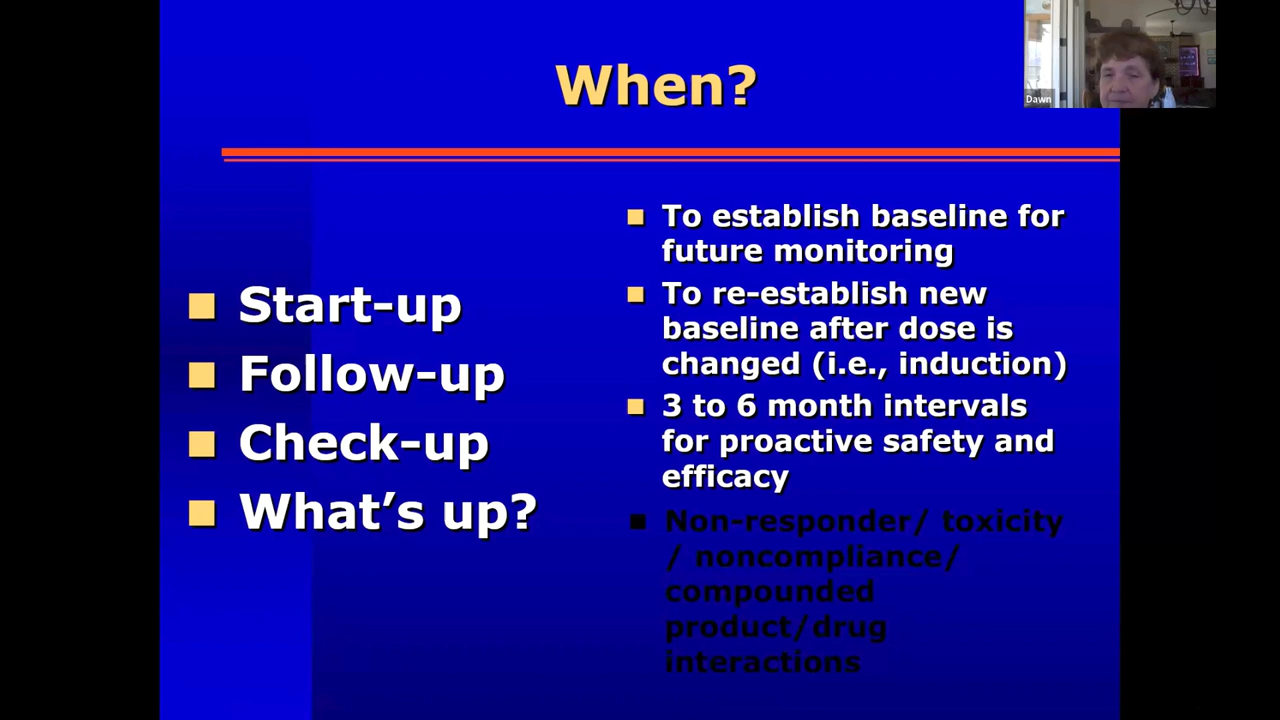 When?
Dawn
Start-up
Follow-up
Check-up
What’s up?
To establish baseline for
future monitoring
To re-establish new
baseline after dose is
changed (i.e., induction)
3 to 6 month intervals
for proactive safety and
efficacy
Non-responder/ toxicity
/ noncompliance/
compounded
product/drug
interactions